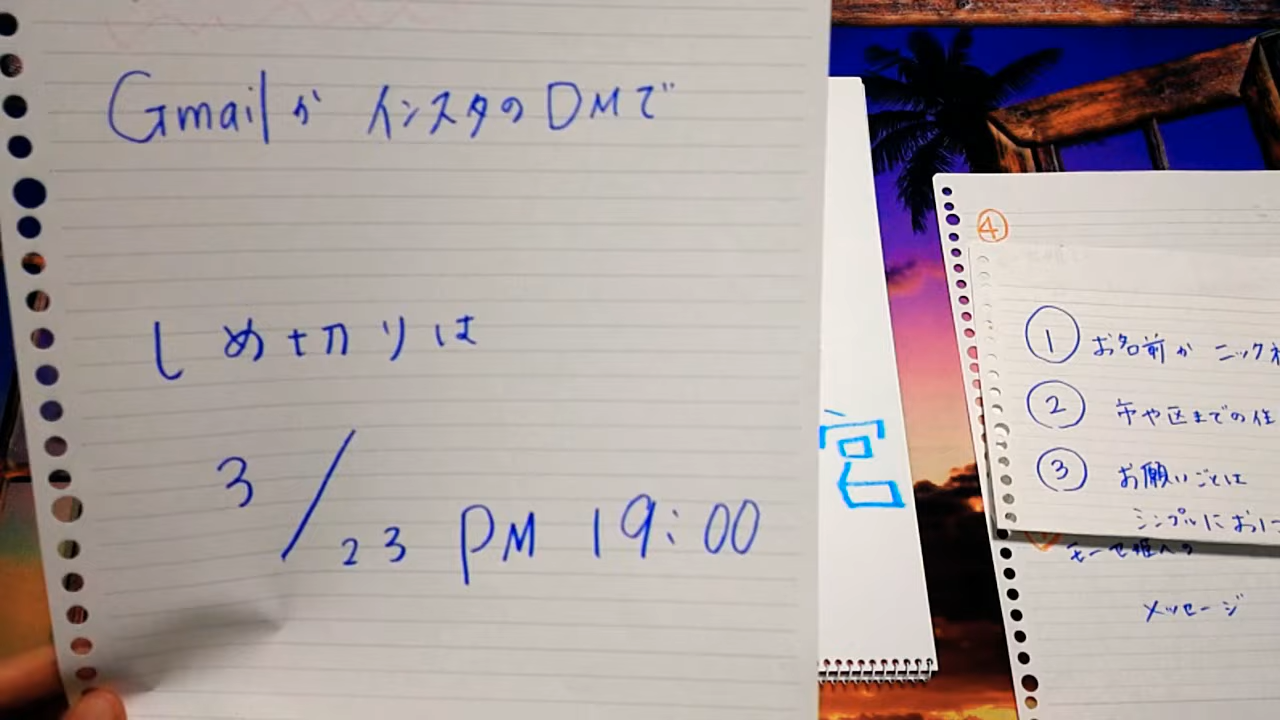 Gmailか インスタのDMで
しめ切りは
3/23 PM 19:00
宮
④
① お名前か ニックネ
② 市や区までの住
③ お願いごとは
シンプルにおに
メッセージ